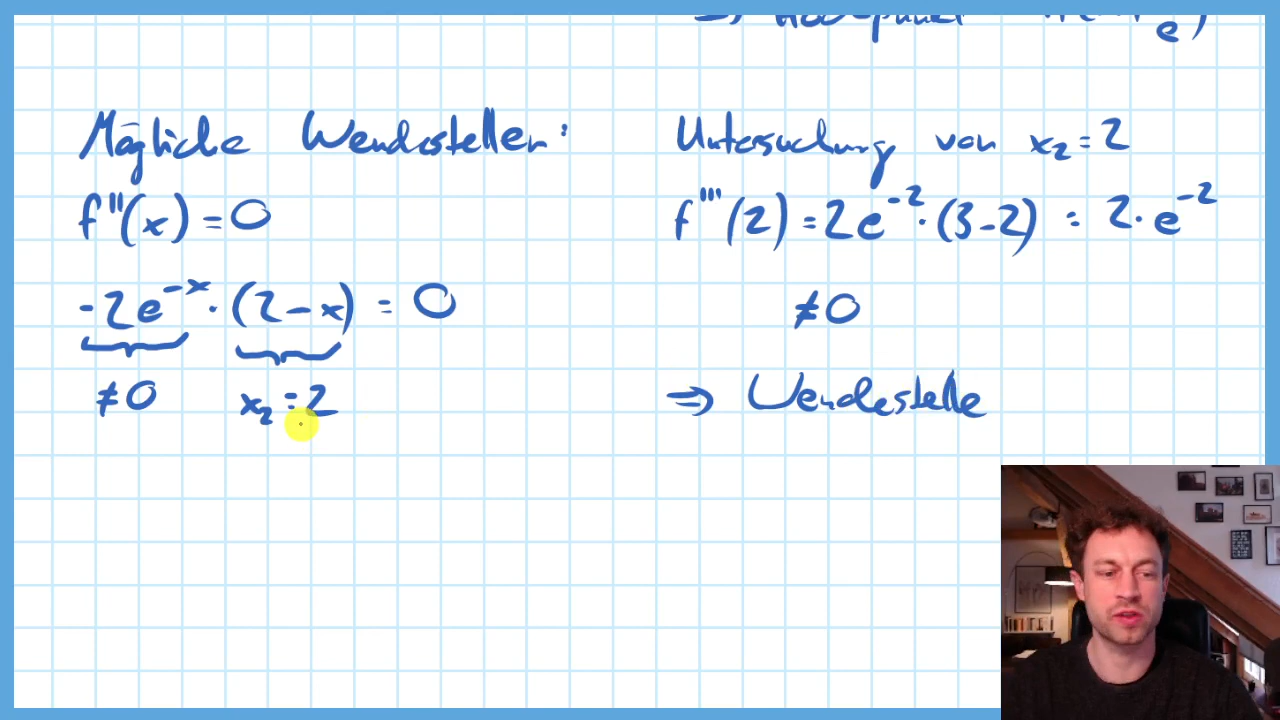 e
Mögliche Wendestellen:
f''(x) = 0
-2e^{-x} · (2 - x) = 0
≠0 x₂ = 2
Untersuchung von x₂ = 2
f'''(2) = 2e^{-2} · (3 - 2) = 2 · e^{-2}
≠0
⇒ Wendestelle